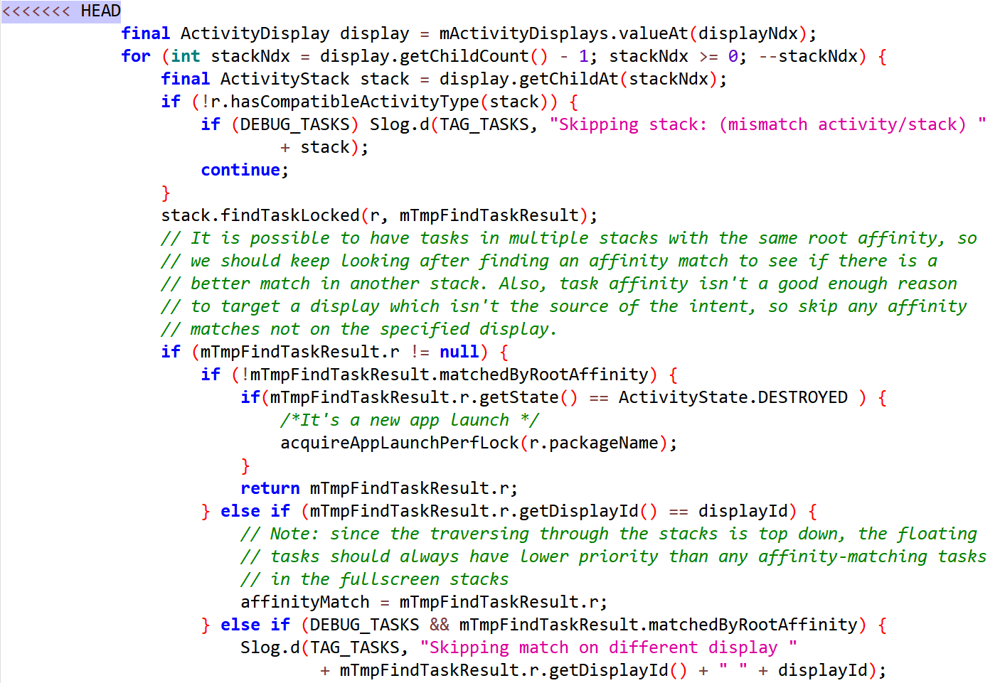 <<<<<<< HEAD
            final ActivityDisplay display = mActivityDisplays.valueAt(displayNdx);
            for (int stackNdx = display.getChildCount() - 1; stackNdx >= 0; --stackNdx) {
                final ActivityStack stack = display.getChildAt(stackNdx);
                if (!r.hasCompatibleActivityType(stack)) {
                    if (DEBUG_TASKS) Slog.d(TAG_TASKS, "Skipping stack: (mismatch activity/stack) "
                            + stack);
                    continue;
                }
                stack.findTaskLocked(r, mTmpFindTaskResult);
                // It is possible to have tasks in multiple stacks with the same root affinity, so
                // we should keep looking after finding an affinity match to see if there is a
                // better match in another stack. Also, task affinity isn't a good enough reason
                // to target a display which isn't the source of the intent, so skip any affinity
                // matches not on the specified display.
                if (mTmpFindTaskResult.r != null) {
                    if (!mTmpFindTaskResult.matchedByRootAffinity) {
                        if(mTmpFindTaskResult.r.getState() == ActivityState.DESTROYED ) {
                            /*It's a new app launch */
                            acquireAppLaunchPerfLock(r.packageName);
                        }
                        return mTmpFindTaskResult.r;
                    } else if (mTmpFindTaskResult.r.getDisplayId() == displayId) {
                        // Note: since the traversing through the stacks is top down, the floating
                        // tasks should always have lower priority than any affinity-matching tasks
                        // in the fullscreen stacks
                        affinityMatch = mTmpFindTaskResult.r;
                    } else if (DEBUG_TASKS && mTmpFindTaskResult.matchedByRootAffinity) {
                        Slog.d(TAG_TASKS, "Skipping match on different display "
                                + mTmpFindTaskResult.r.getDisplayId() + " " + displayId);